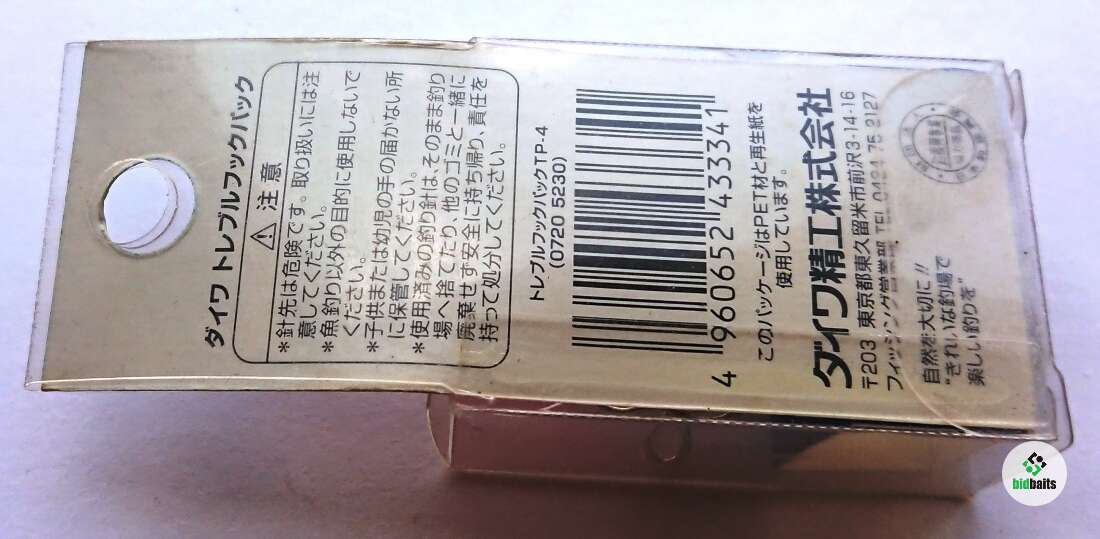 ダイワ トレブルフックパック
⚠ 注 意
*針先は危険です。取り扱いには注
意してください。
*魚釣り以外の目的に使用しないで
ください。
*子供または幼児の手の届かない所
に保管してください。
*使用済みの釣り針は、そのまま釣り
場へ捨てたり、他のゴミと一緒に
廃棄せず安全に持ち帰り、責任を
持って処分してください。
トレブルフックパックTP-4
(0720 5230)
4 960652 433341
このパッケージはPET材と再生紙を
使用しています。
ダイワ精工株式会社
〒203 東京都東久留米市前沢3-14-16
フィッシング営業部 TEL 0424-75-2127
自然を大切に!!
"きれいな釣場で
楽しい釣りを"
bidbaits